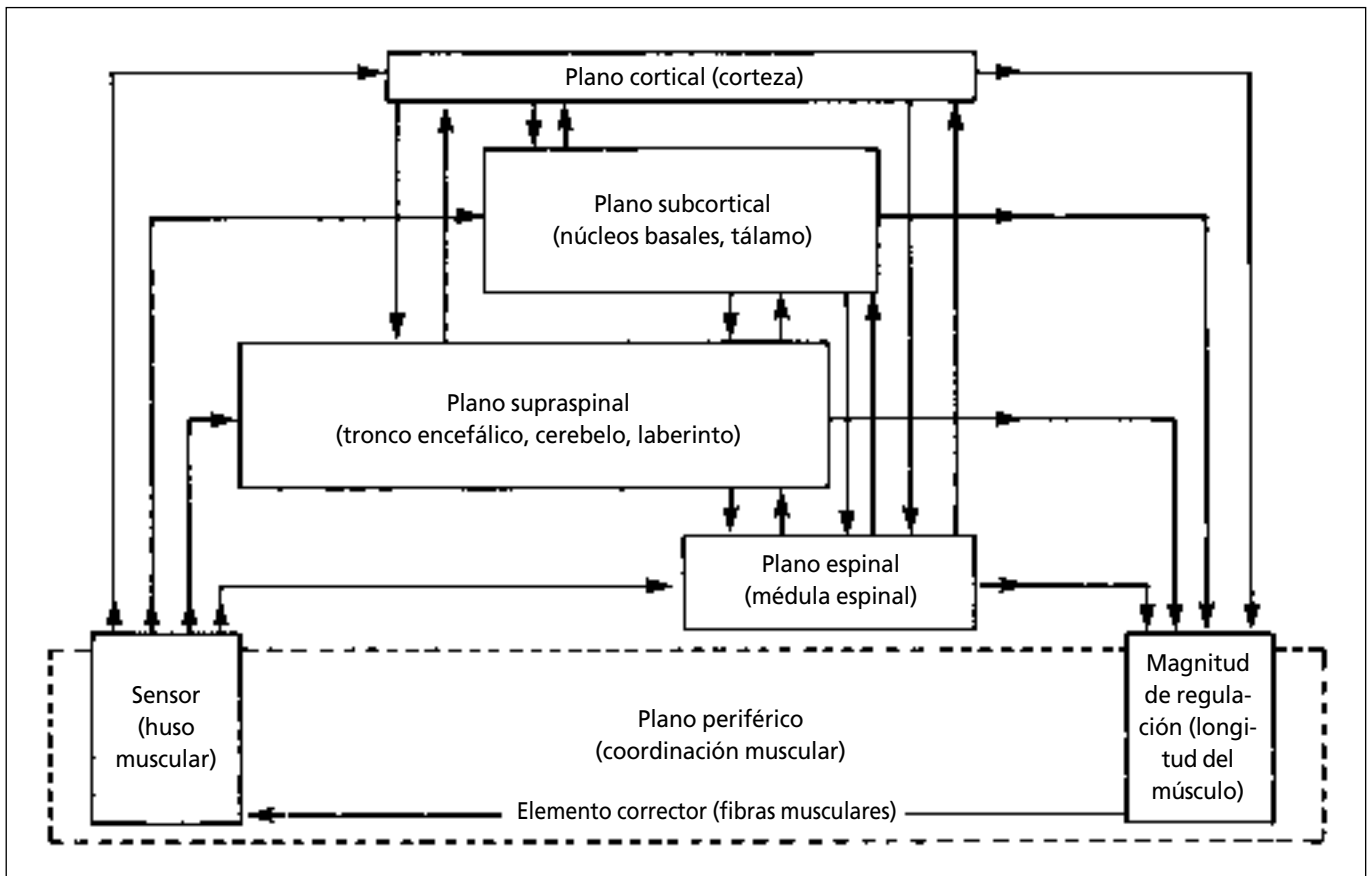 Plano cortical (corteza)
Plano subcortical
(núcleos basales, tálamo)
Plano supraspinal
(tronco encefálico, cerebelo, laberinto)
Plano espinal
(médula espinal)
Sensor
(huso
muscular)
Plano periférico
(coordinación muscular)
Magnitud
de regula-
ción (longi-
tud del
músculo)
Elemento corrector (fibras musculares)